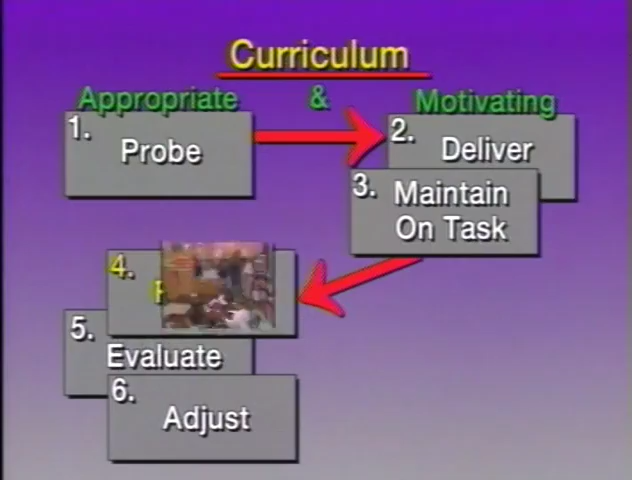 Curriculum
Appropriate & Motivating
1.
Probe
2.
Deliver
3.
Maintain
On Task
4.
5.
Evaluate
6.
Adjust